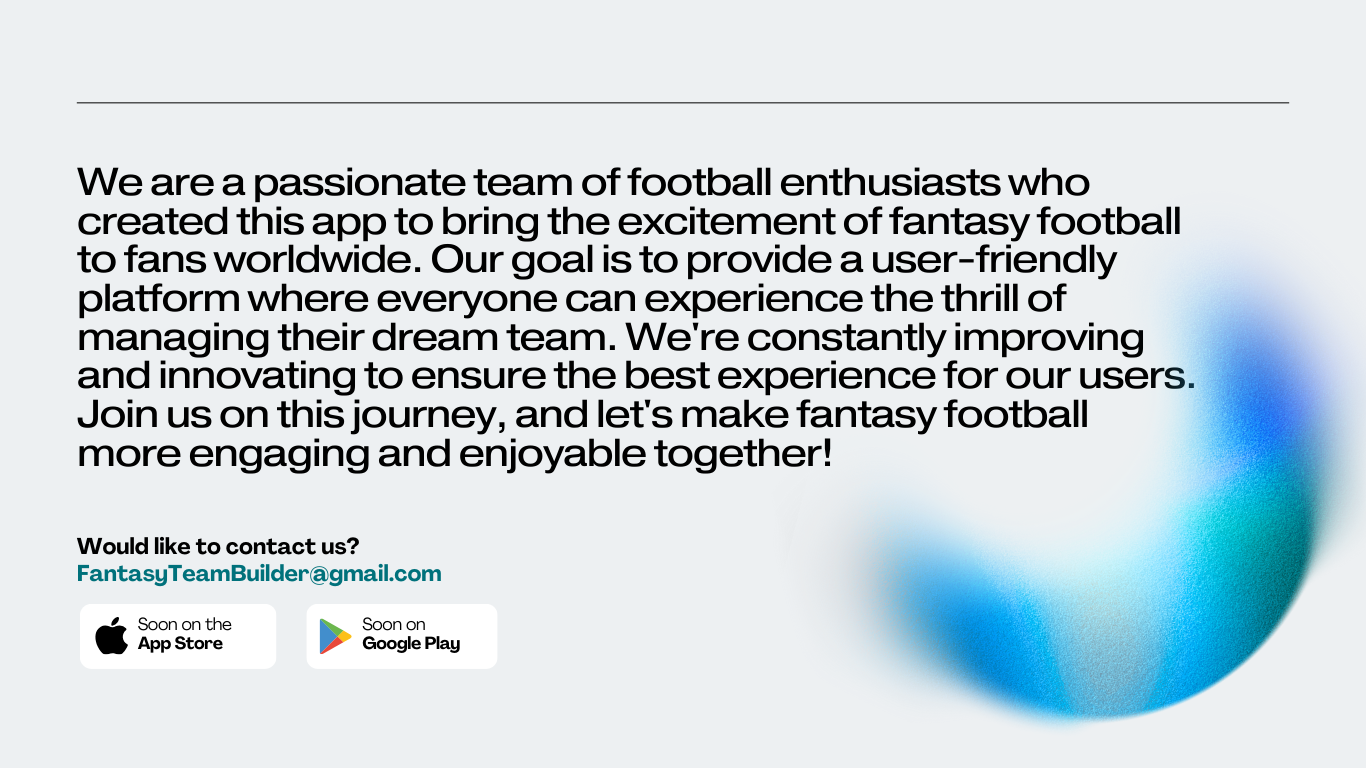 We are a passionate team of football enthusiasts who
created this app to bring the excitement of fantasy football
to fans worldwide. Our goal is to provide a user-friendly
platform where everyone can experience the thrill of
managing their dream team. We're constantly improving
and innovating to ensure the best experience for our users.
Join us on this journey, and let's make fantasy football
more engaging and enjoyable together!
Would like to contact us?
FantasyTeamBuilder@gmail.com
Soon on the
App Store
Soon on
Google Play